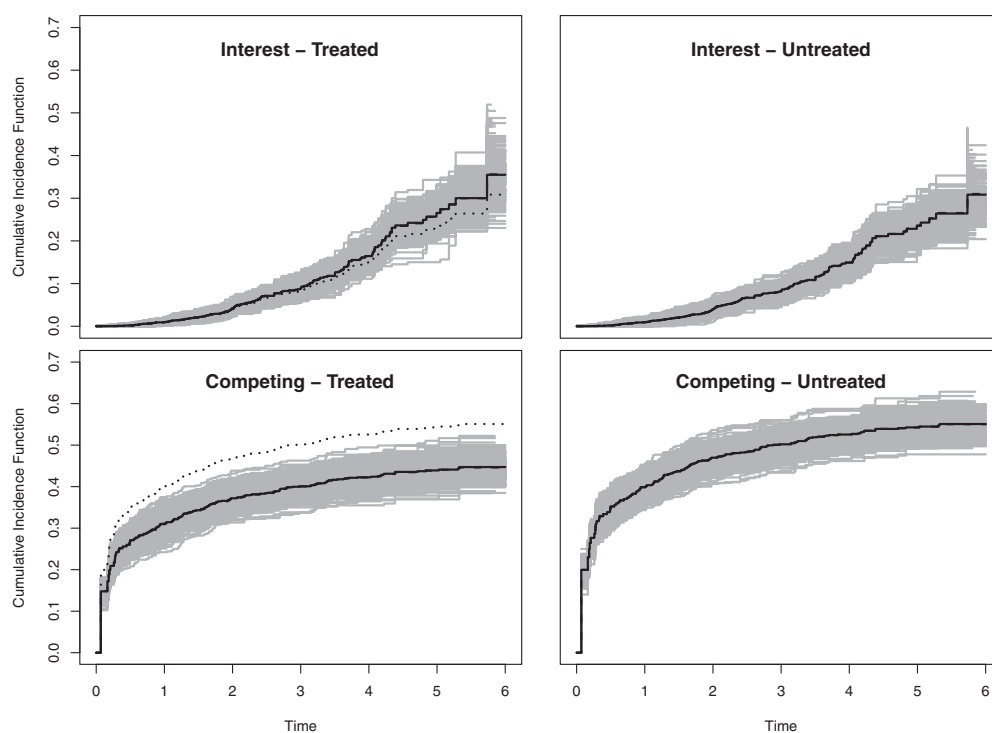 Interest – Treated
Interest – Untreated
Cumulative Incidence Function
0.0 0.1 0.2 0.3 0.4 0.5 0.6 0.7
Competing – Treated
Competing – Untreated
Cumulative Incidence Function
0.0 0.1 0.2 0.3 0.4 0.5 0.6 0.7
0 1 2 3 4 5 6
0 1 2 3 4 5 6
Time
Time